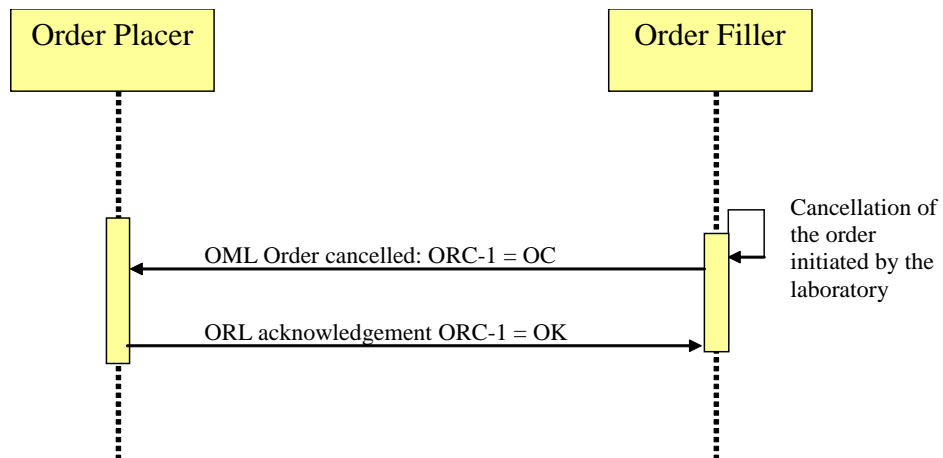 Order Placer
Order Filler
Cancellation of
the order
initiated by the
laboratory
OML Order cancelled: ORC-1 = OC
ORL acknowledgement ORC-1 = OK